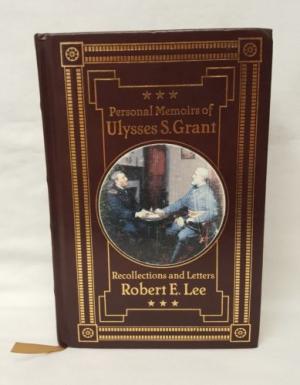 Personal Memoirs of
Ulysses S. Grant
Recollections and Letters
Robert E. Lee